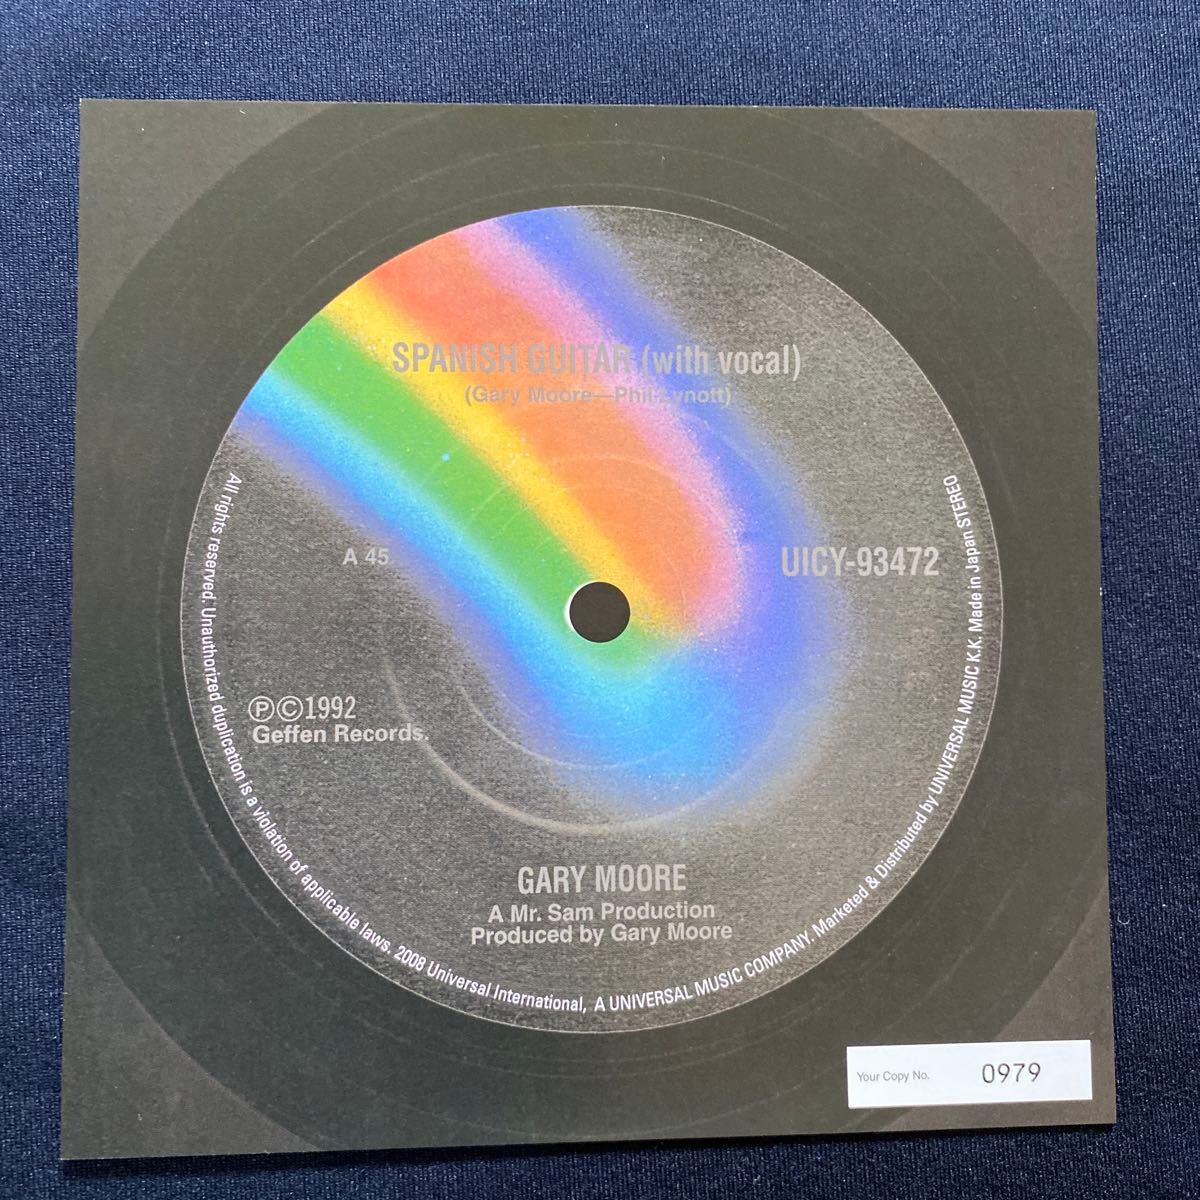 SPANISH GUITAR (with vocal)
(Gary Moore—Phil Lynott)
A 45
UICY-93472
℗©1992
Geffen Records.
GARY MOORE
A Mr. Sam Production
Produced by Gary Moore
All rights reserved. Unauthorized duplication is a violation of applicable laws. 2008 Universal International, A UNIVERSAL MUSIC COMPANY. Marketed & Distributed by UNIVERSAL MUSIC K.K. Made in Japan STEREO
Your Copy No. 0979